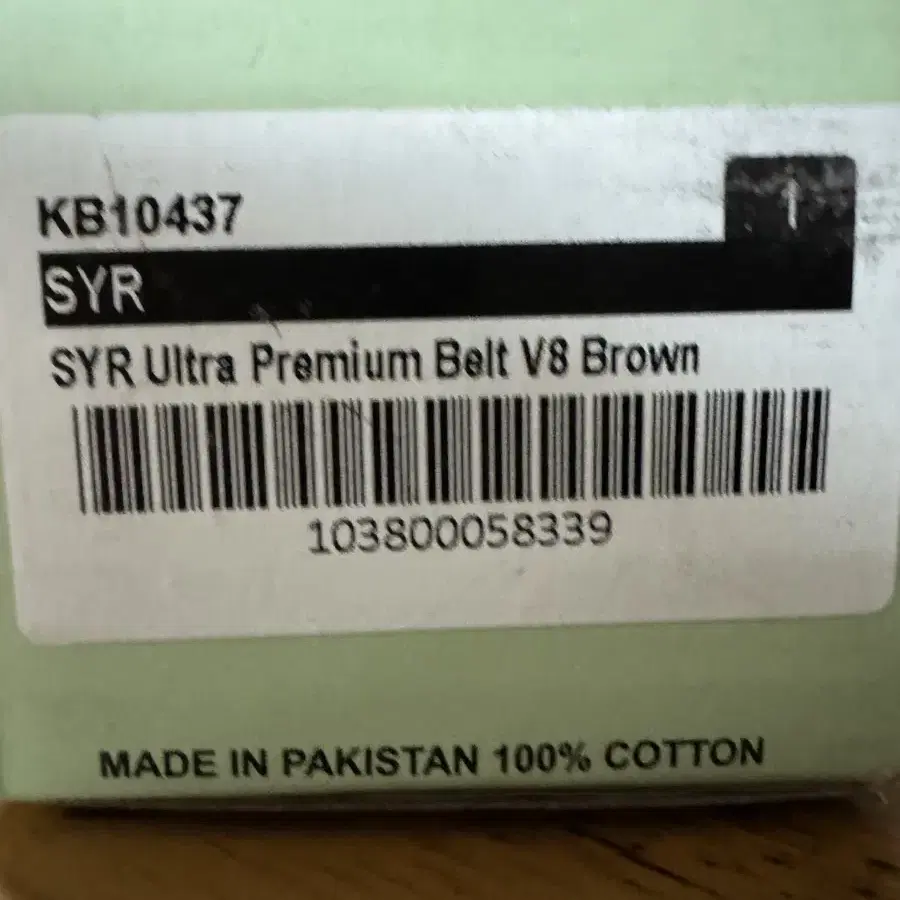 KB10437
1
SYR
SYR Ultra Premium Belt V8 Brown
103800058339
MADE IN PAKISTAN 100% COTTON